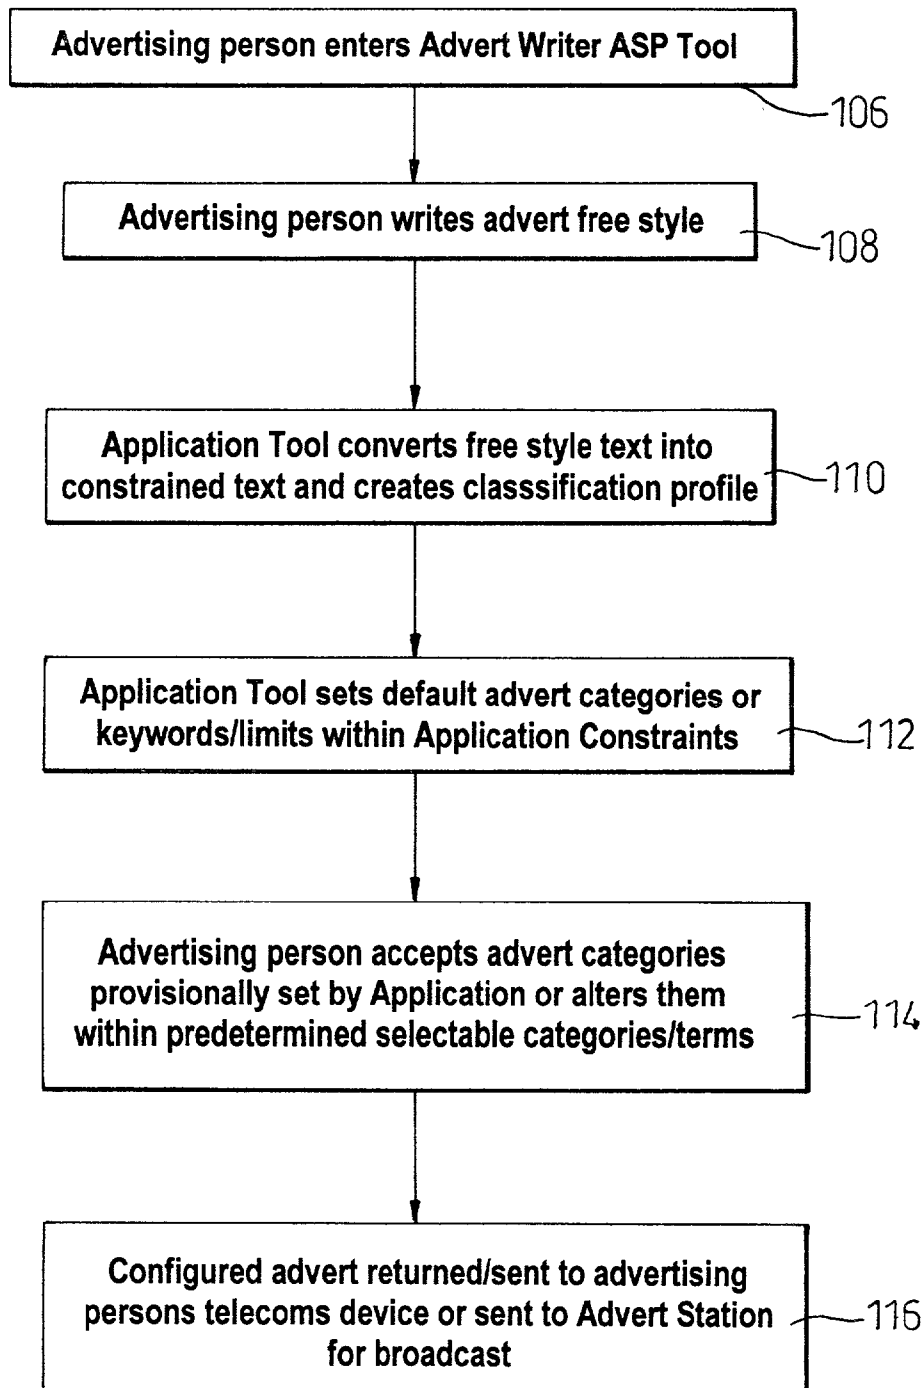 Advertising person enters Advert Writer ASP Tool
106
Advertising person writes advert free style
108
Application Tool converts free style text into
constrained text and creates classsification profile
110
Application Tool sets default advert categories or
keywords/limits within Application Constraints
112
Advertising person accepts advert categories
provisionally set by Application or alters them
within predetermined selectable categories/terms
114
Configured advert returned/sent to advertising
persons telecoms device or sent to Advert Station
for broadcast
116